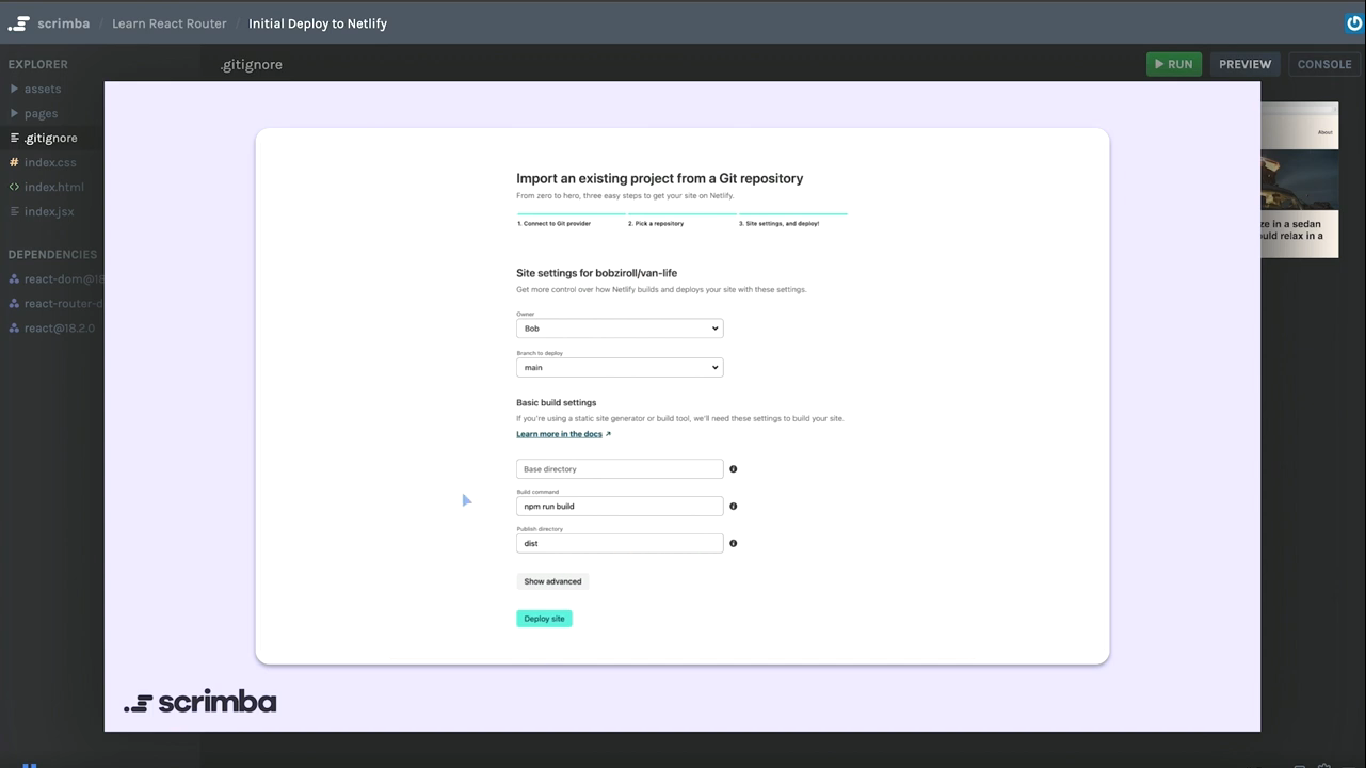 scrimba / Learn React Router / Initial Deploy to Netlify
EXPLORER
assets
pages
.gitignore
index.css
index.html
index.jsx
DEPENDENCIES
react-dom@18
react-router-d
react@18.2.0
.gitignore
RUN
PREVIEW
CONSOLE
Import an existing project from a Git repository
From zero to hero, three easy steps to get your site on Netlify.
1. Connect to Git provider
2. Pick a repository
3. Site settings, and deploy!
Site settings for bobziroll/van-life
Get more control over how Netlify builds and deploys your site with these settings.
Owner
Bob
Branch to deploy
main
Basic build settings
If you're using a static site generator or build tool, we'll need these settings to build your site.
Learn more in the docs ↗
Base directory
Build command
npm run build
Publish directory
dist
Show advanced
Deploy site
scrimba
About
ze in a sedan
uld relax in a